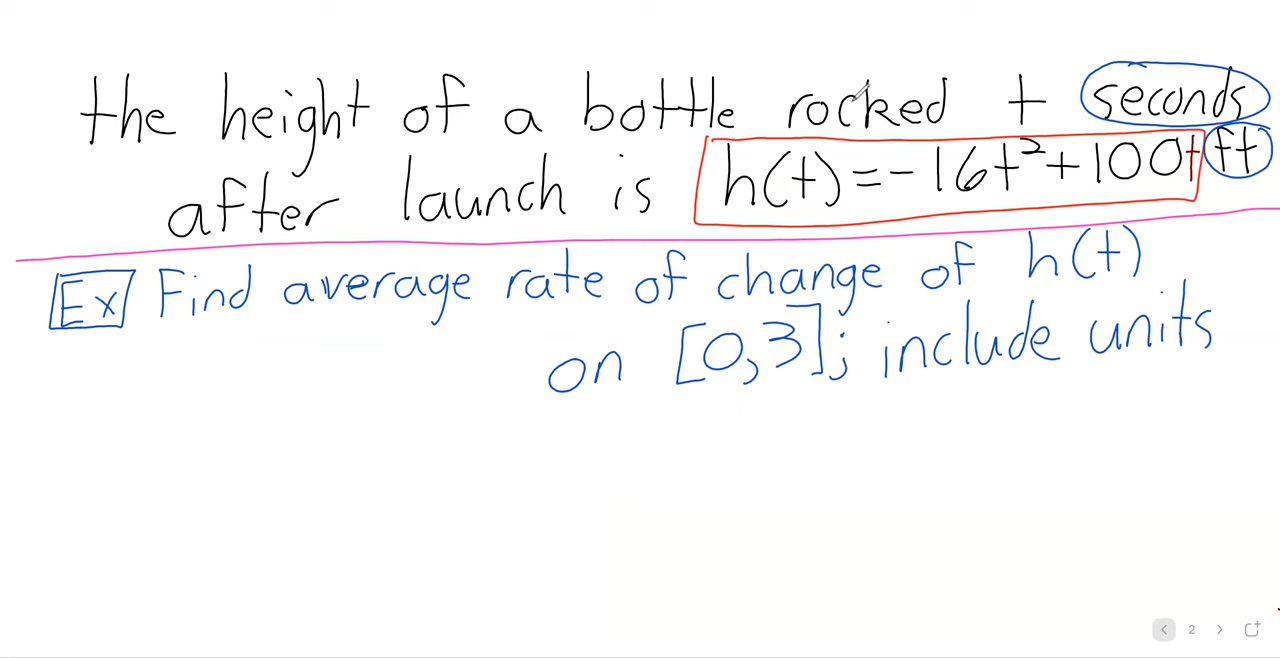 the height of a bottle rocked t seconds
after launch is h(t)=-16t²+100t ft
Ex Find average rate of change of h(t)
on [0,3]; include units
2